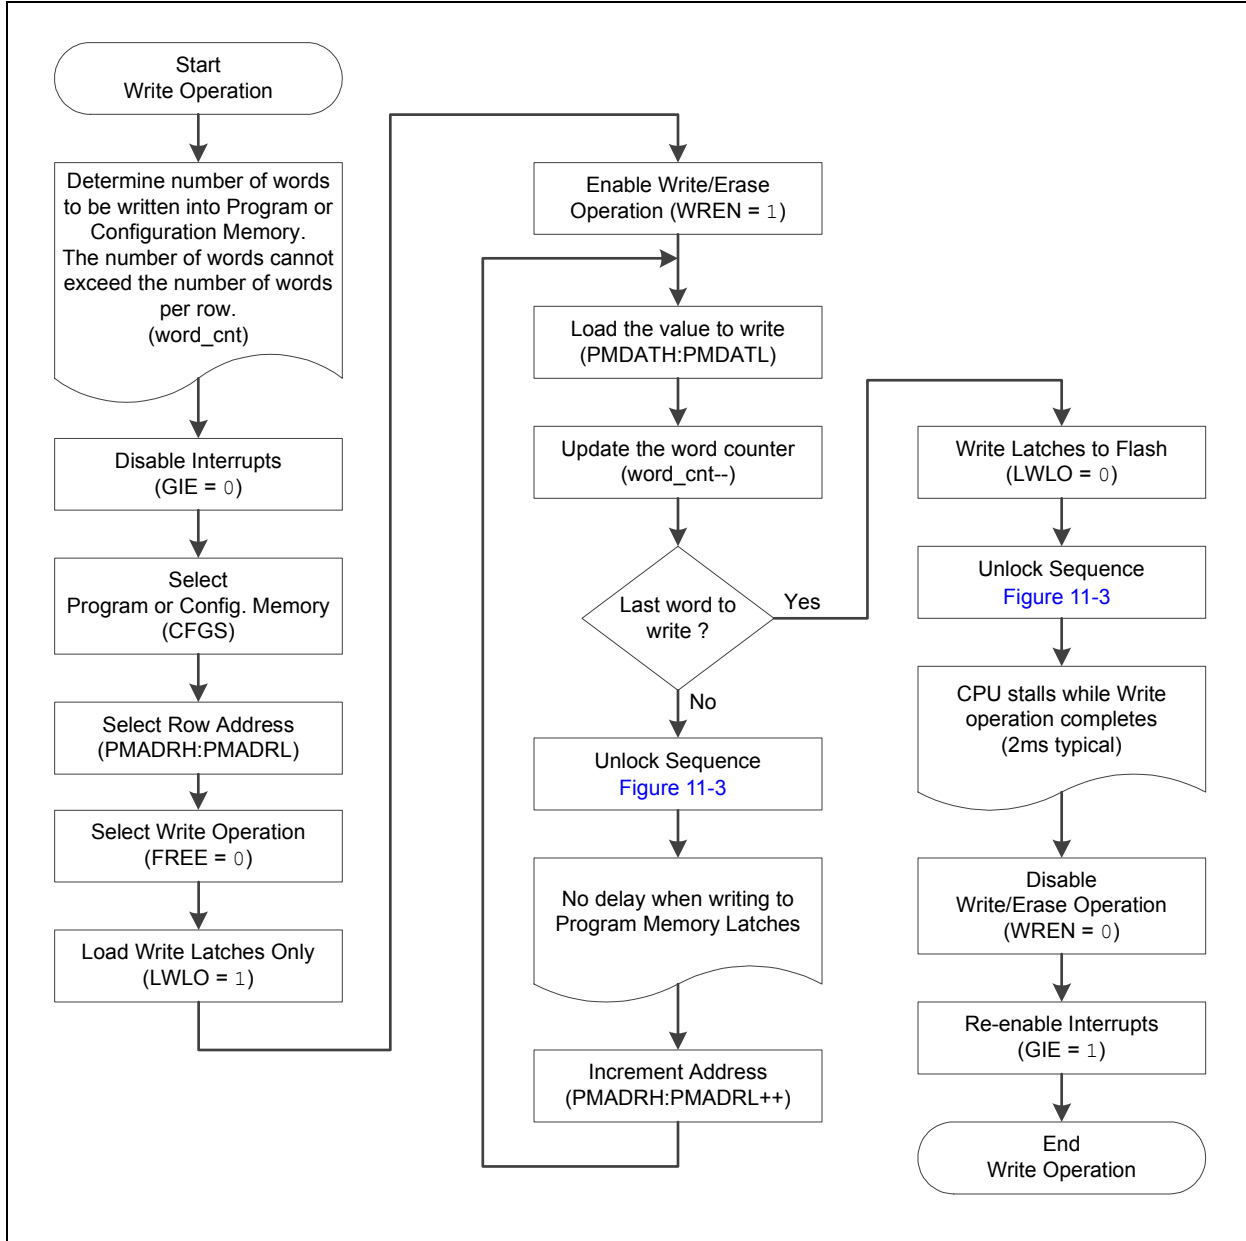 Start
Write Operation
Determine number of words
to be written into Program or
Configuration Memory.
The number of words cannot
exceed the number of words
per row.
(word_cnt)
Disable Interrupts
(GIE = 0)
Select
Program or Config. Memory
(CFGS)
Select Row Address
(PMADRH:PMADRL)
Select Write Operation
(FREE = 0)
Load Write Latches Only
(LWLO = 1)
Enable Write/Erase
Operation (WREN = 1)
Load the value to write
(PMDATH:PMDATL)
Update the word counter
(word_cnt--)
Last word to
write ?
Yes
No
Unlock Sequence
Figure 11-3
No delay when writing to
Program Memory Latches
Increment Address
(PMADRH:PMADRL++)
Write Latches to Flash
(LWLO = 0)
Unlock Sequence
Figure 11-3
CPU stalls while Write
operation completes
(2ms typical)
Disable
Write/Erase Operation
(WREN = 0)
Re-enable Interrupts
(GIE = 1)
End
Write Operation